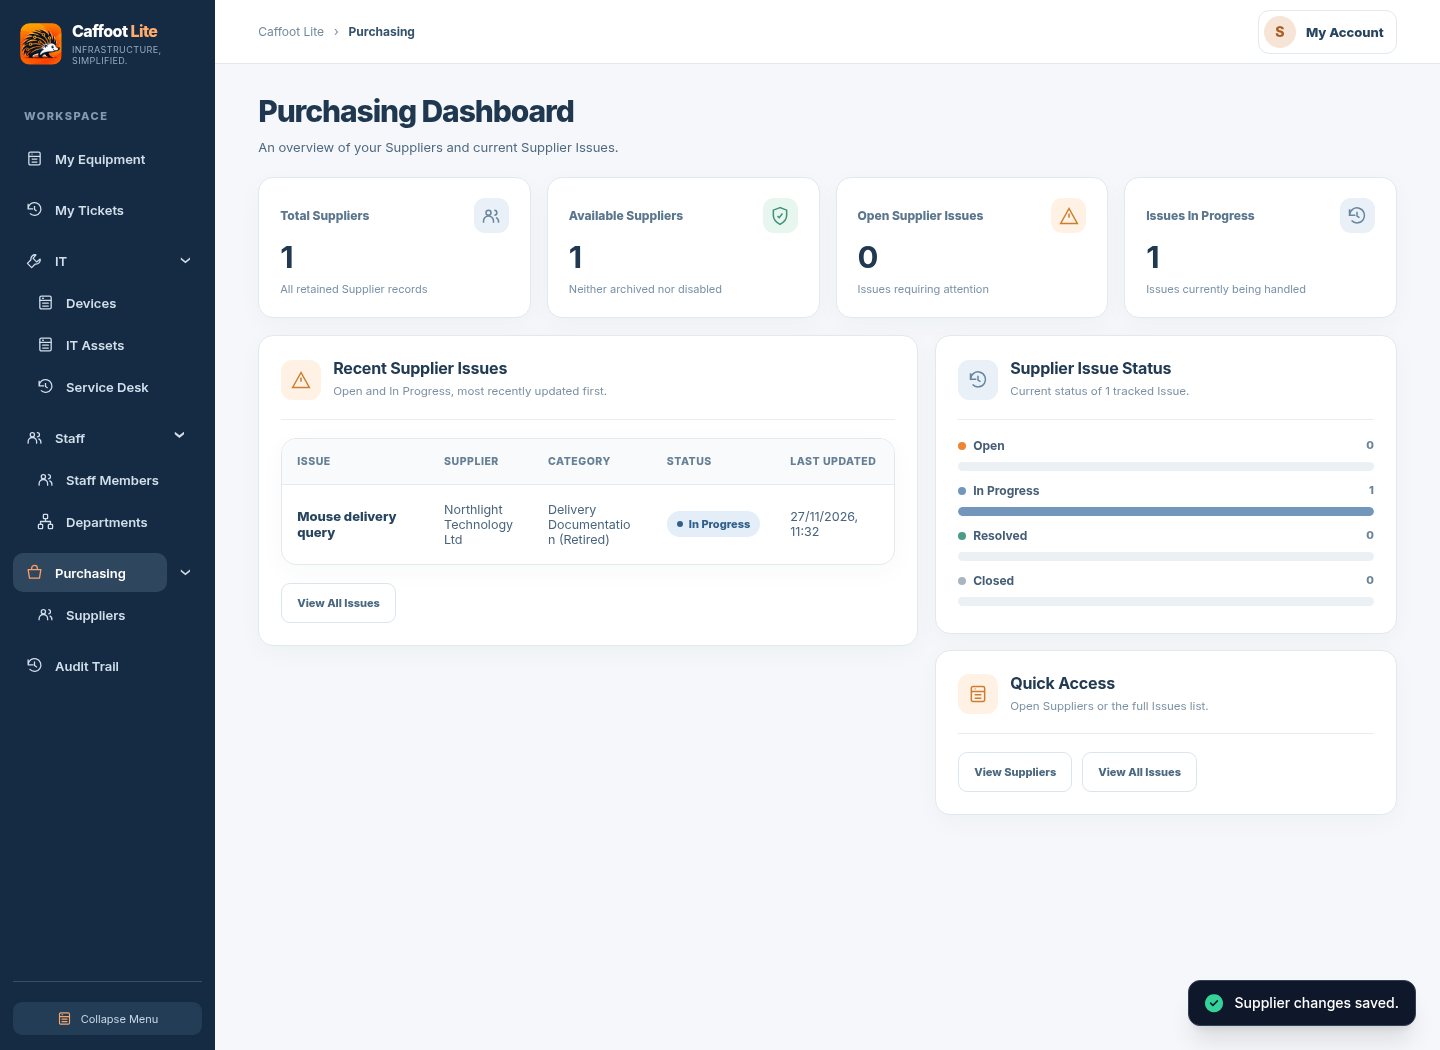 Caffoot Lite
INFRASTRUCTURE,
SIMPLIFIED.
WORKSPACE
My Equipment
My Tickets
IT
Devices
IT Assets
Service Desk
Staff
Staff Members
Departments
Purchasing
Suppliers
Audit Trail
Collapse Menu
Caffoot Lite › Purchasing
S My Account
Purchasing Dashboard
An overview of your Suppliers and current Supplier Issues.
Total Suppliers
1
All retained Supplier records
Available Suppliers
1
Neither archived nor disabled
Open Supplier Issues
0
Issues requiring attention
Issues In Progress
1
Issues currently being handled
Recent Supplier Issues
Open and In Progress, most recently updated first.
ISSUE SUPPLIER CATEGORY STATUS LAST UPDATED
Mouse delivery
query
Northlight
Technology
Ltd
Delivery
Documentatio
n (Retired)
In Progress
27/11/2026,
11:32
View All Issues
Supplier Issue Status
Current status of 1 tracked Issue.
Open 0
In Progress 1
Resolved 0
Closed 0
Quick Access
Open Suppliers or the full Issues list.
View Suppliers View All Issues
Supplier changes saved.